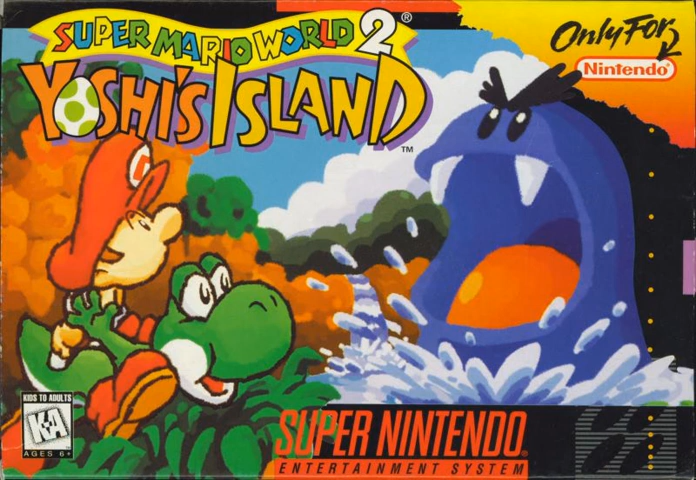 SUPER MARIO WORLD 2®
YOSHI'S ISLAND
™
Only For
Nintendo®
KIDS TO ADULTS
KA
AGES 6+
SUPER NINTENDO®
ENTERTAINMENT SYSTEM